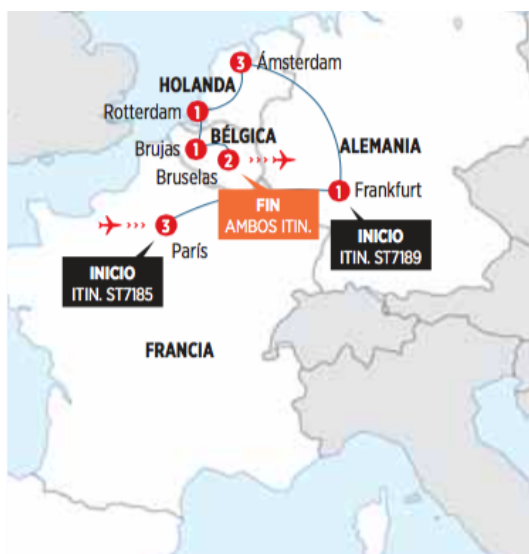 3 Ámsterdam
HOLANDA
Rotterdam 1
Brujas 1
BÉLGICA
2
Bruselas
ALEMANIA
1 Frankfurt
FIN
AMBOS ITIN.
3
París
INICIO
ITIN. ST7185
INICIO
ITIN. ST7189
FRANCIA